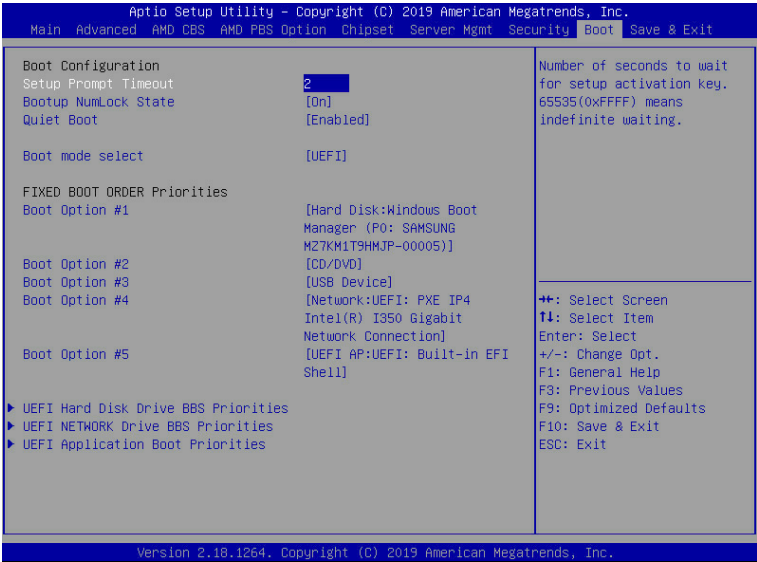 Aptio Setup Utility – Copyright (C) 2019 American Megatrends, Inc.
Main Advanced AMD CBS AMD PBS Option Chipset Server Mgmt Security Boot Save & Exit
Boot Configuration
Setup Prompt Timeout 2
Bootup NumLock State [On]
Quiet Boot [Enabled]
Boot mode select [UEFI]
FIXED BOOT ORDER Priorities
Boot Option #1 [Hard Disk:Windows Boot
Manager (P0: SAMSUNG
MZ7KM1T9HMJP-00005)]
Boot Option #2 [CD/DVD]
Boot Option #3 [USB Device]
Boot Option #4 [Network:UEFI: PXE IP4
Intel(R) I350 Gigabit
Network Connection]
Boot Option #5 [UEFI AP:UEFI: Built-in EFI
Shell]
UEFI Hard Disk Drive BBS Priorities
UEFI NETWORK Drive BBS Priorities
UEFI Application Boot Priorities
Number of seconds to wait
for setup activation key.
65535(0xFFFF) means
indefinite waiting.
→←: Select Screen
↑↓: Select Item
Enter: Select
+/-: Change Opt.
F1: General Help
F3: Previous Values
F9: Optimized Defaults
F10: Save & Exit
ESC: Exit
Version 2.18.1264. Copyright (C) 2019 American Megatrends, Inc.